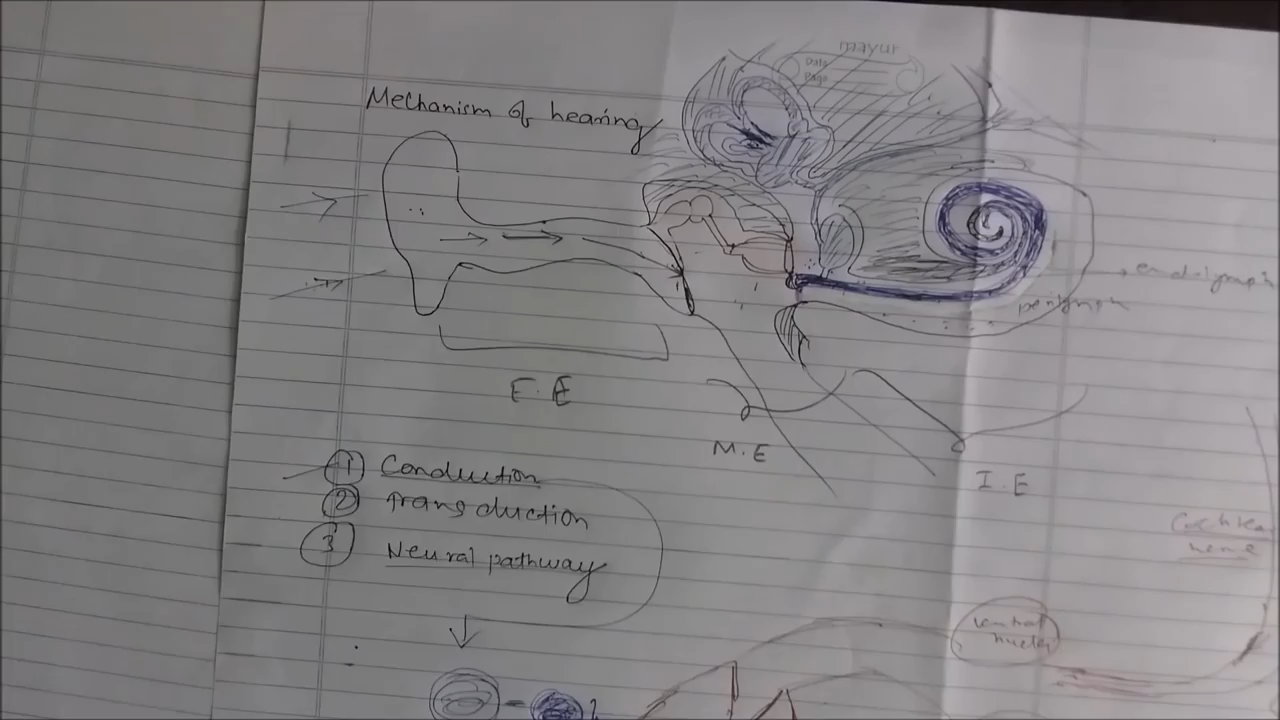 mayur
Date
Page
Mechanism of hearing
endolymph
perilymph
E.E
M.E
I.E
① Conduction
② Transduction
③ Neural pathway
Cochlear
nerve
ventral
nuclei